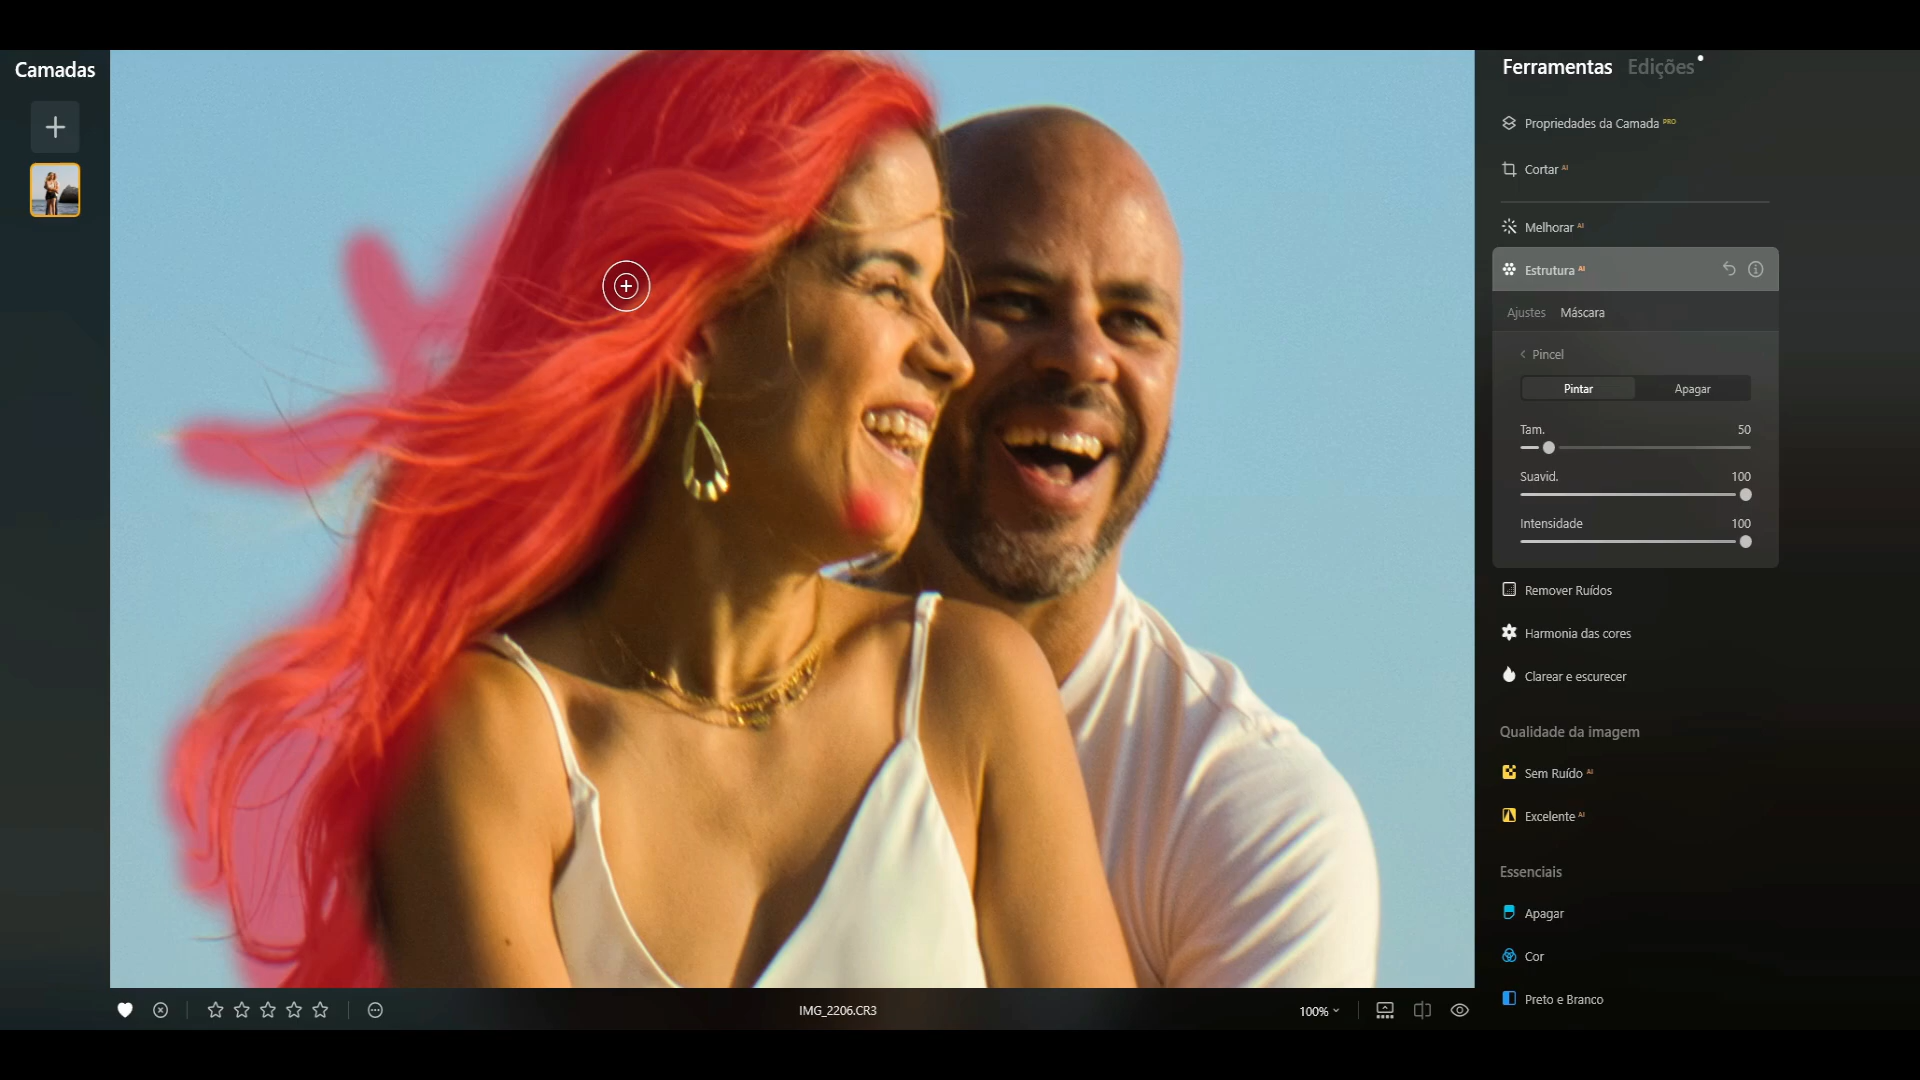 Camadas
Ferramentas Edições
Propriedades da Camada PRO
Cortar AI
Melhorar AI
Estrutura AI
Ajustes Máscara
Pincel
Pintar Apagar
Tam. 50
Suavid. 100
Intensidade 100
Remover Ruídos
Harmonia das cores
Clarear e escurecer
Qualidade da imagem
Sem Ruído AI
Excelente AI
Essenciais
Apagar
Cor
Preto e Branco
IMG_2206.CR3
100%